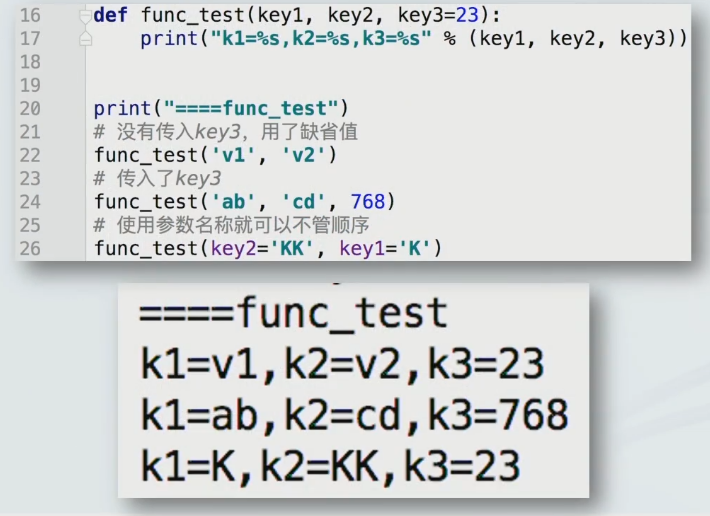 16 def func_test(key1, key2, key3=23):
17     print("k1=%s,k2=%s,k3=%s" % (key1, key2, key3))
18
19
20 print("====func_test")
21 # 没有传入key3，用了缺省值
22 func_test('v1', 'v2')
23 # 传入了key3
24 func_test('ab', 'cd', 768)
25 # 使用参数名称就可以不管顺序
26 func_test(key2='KK', key1='K')
====func_test
k1=v1,k2=v2,k3=23
k1=ab,k2=cd,k3=768
k1=K,k2=KK,k3=23